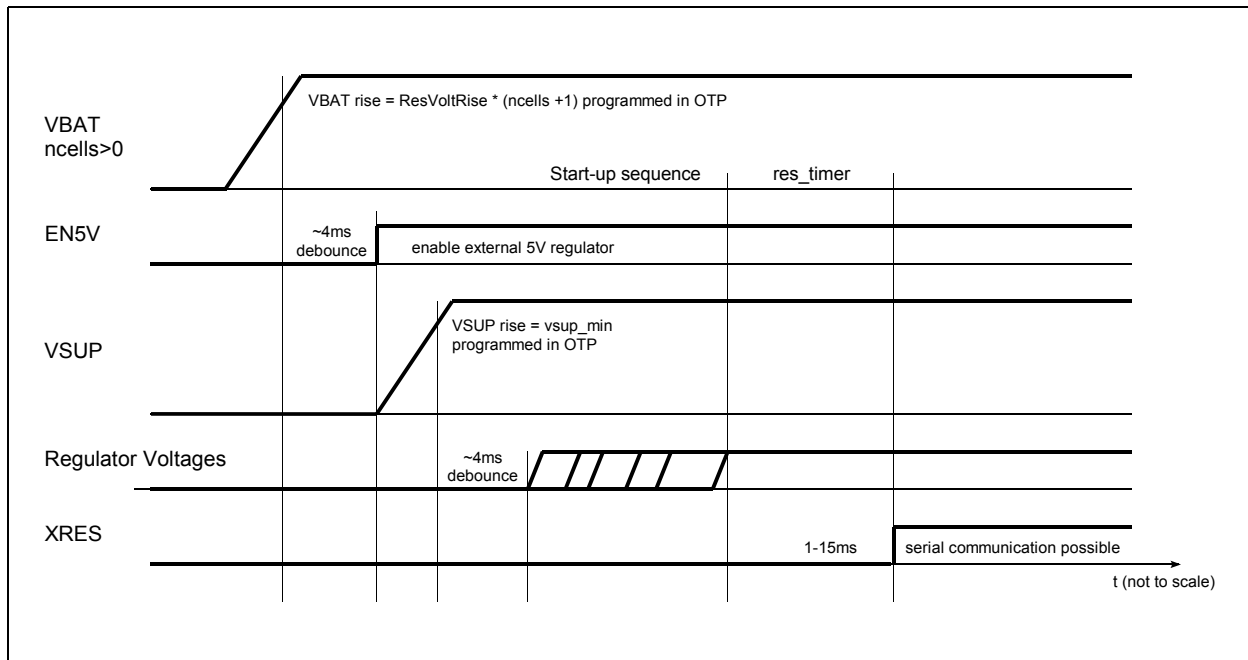 VBAT rise = ResVoltRise * (ncells +1) programmed in OTP
VBAT
ncells>0
Start-up sequence
res_timer
EN5V
~4ms
debounce
enable external 5V regulator
VSUP rise = vsup_min
programmed in OTP
VSUP
Regulator Voltages
~4ms
debounce
XRES
1-15ms
serial communication possible
t (not to scale)